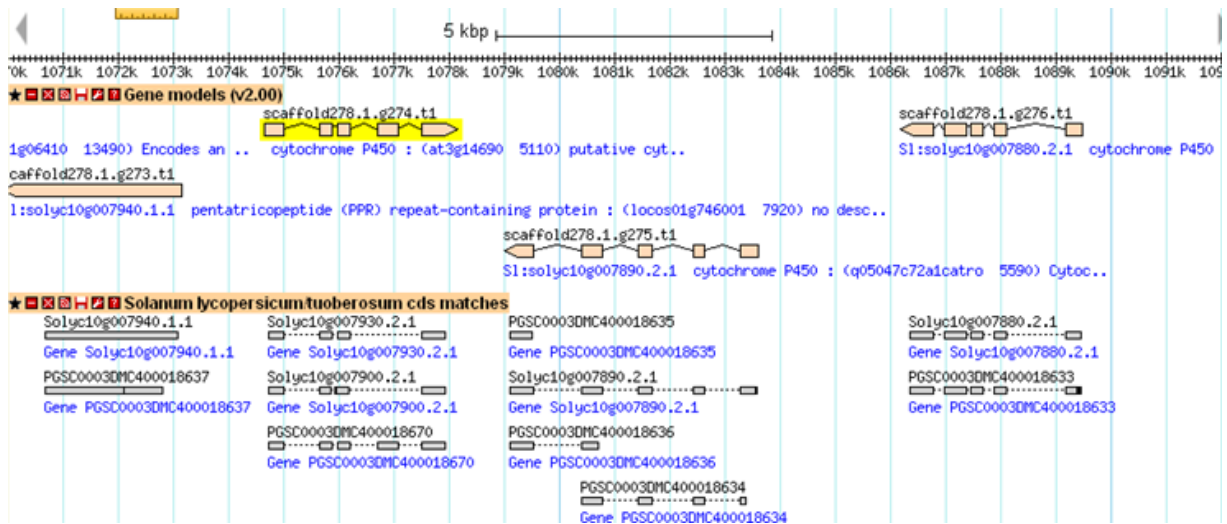 5 kbp
0k 1071k 1072k 1073k 1074k 1075k 1076k 1077k 1078k 1079k 1080k 1081k 1082k 1083k 1084k 1085k 1086k 1087k 1088k 1089k 1090k 1091k 109
Gene models (v2.00)
scaffold278.1.g274.t1 scaffold278.1.g276.t1
1g06410 13490) Encodes an .. cytochrome P450 : (at3g14690 5110) putative cyt.. Sl:solyc10g007880.2.1 cytochrome P450
caffold278.1.g273.t1
l:solyc10g007940.1.1 pentatricopeptide (PPR) repeat-containing protein : (locos01g746001 7920) no desc..
scaffold278.1.g275.t1
Sl:solyc10g007890.2.1 cytochrome P450 : (q05047c72a1catro 5590) Cytoc..
Solanum lycopersicum/tuoberosum cds matches
Solyc10g007940.1.1 Solyc10g007930.2.1 PGSC0003DMC400018635 Solyc10g007880.2.1
Gene Solyc10g007940.1.1 Gene Solyc10g007930.2.1 Gene PGSC0003DMC400018635 Gene Solyc10g007880.2.1
PGSC0003DMC400018637 Solyc10g007900.2.1 Solyc10g007890.2.1 PGSC0003DMC400018633
Gene PGSC0003DMC400018637 Gene Solyc10g007900.2.1 Gene Solyc10g007890.2.1 Gene PGSC0003DMC400018633
PGSC0003DMC400018670 PGSC0003DMC400018636
Gene PGSC0003DMC400018670 Gene PGSC0003DMC400018636
PGSC0003DMC400018634
Gene PGSC0003DMC400018634